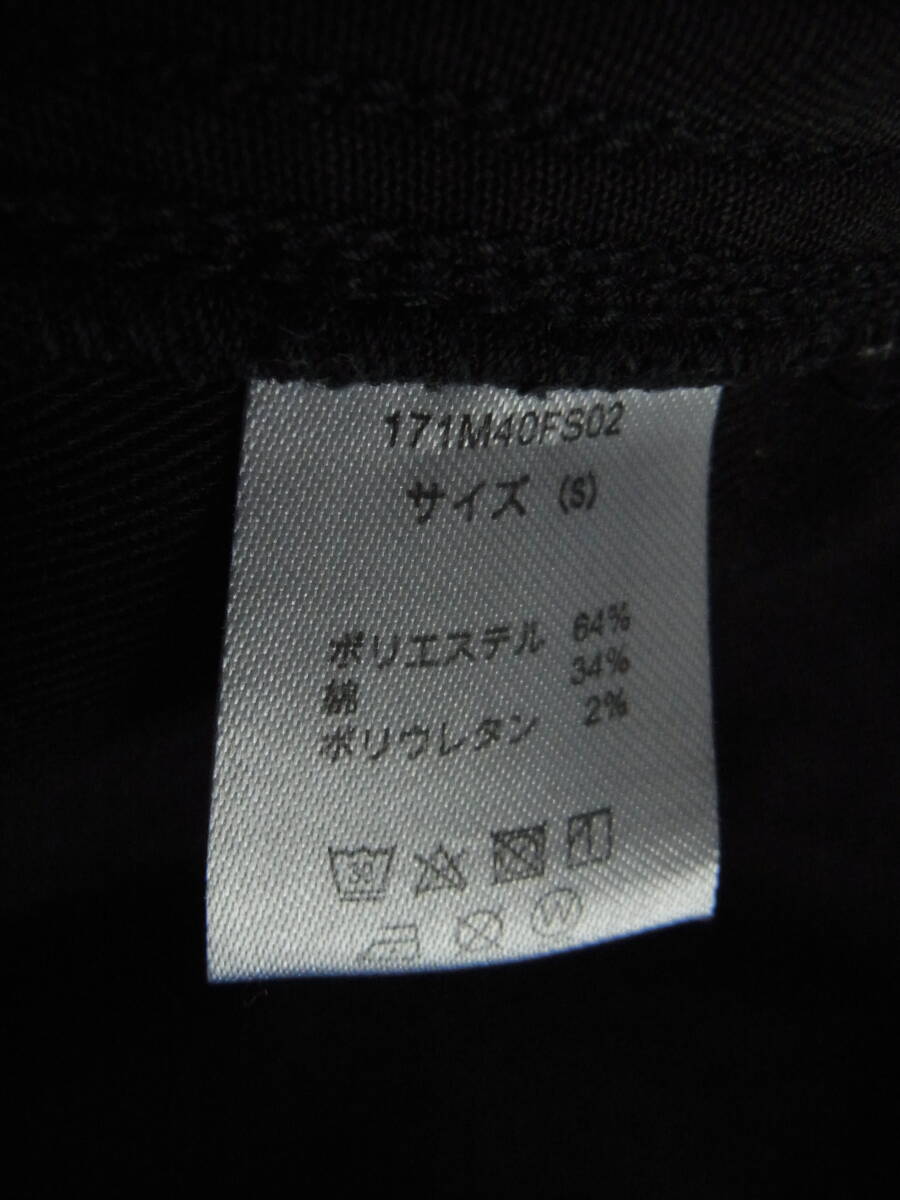 171M40FS02
サイズ (S)
ポリエステル 64%
綿 34%
ポリウレタン 2%
30
W